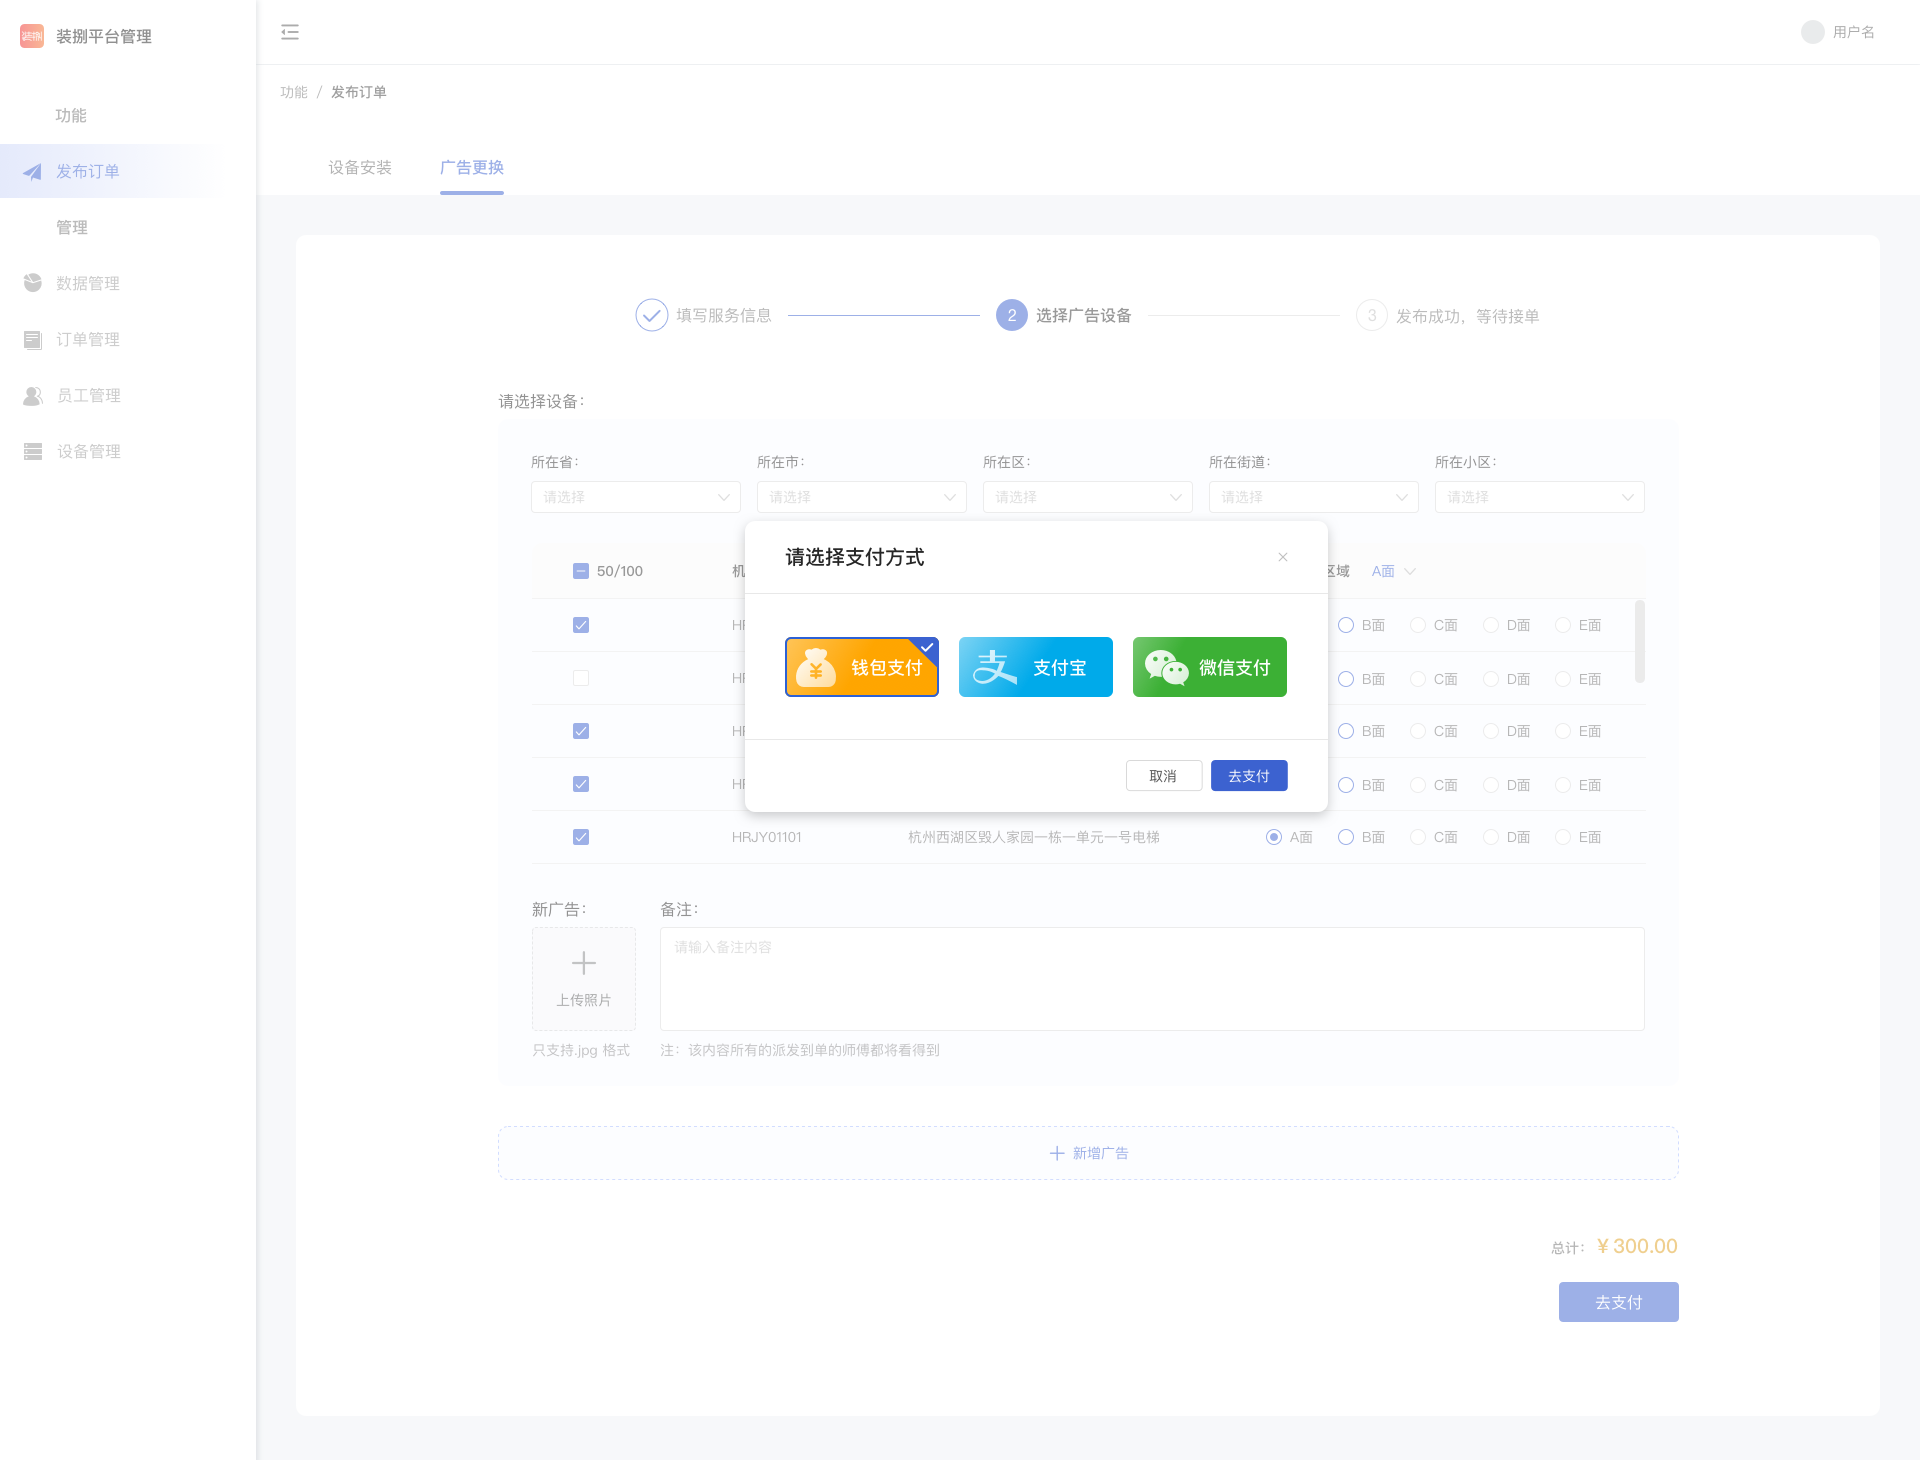 装捌
装捌平台管理
用户名
功能 / 发布订单
功能
发布订单
管理
数据管理
订单管理
员工管理
设备管理
设备安装
广告更换
填写服务信息
2 选择广告设备
3 发布成功，等待接单
请选择设备：
所在省：
所在市：
所在区：
所在街道：
所在小区：
请选择
请选择
请选择
请选择
请选择
请选择支付方式
50/100
机
区域
A面
HR
B面 C面 D面 E面
钱包支付
支付宝
微信支付
HR
B面 C面 D面 E面
HR
B面 C面 D面 E面
取消
去支付
HR
B面 C面 D面 E面
HRJY01101
杭州西湖区毁人家园一栋一单元一号电梯
A面 B面 C面 D面 E面
新广告：
备注：
请输入备注内容
上传照片
只支持.jpg 格式
注：该内容所有的派发到单的师傅都将看得到
新增广告
总计： ¥ 300.00
去支付